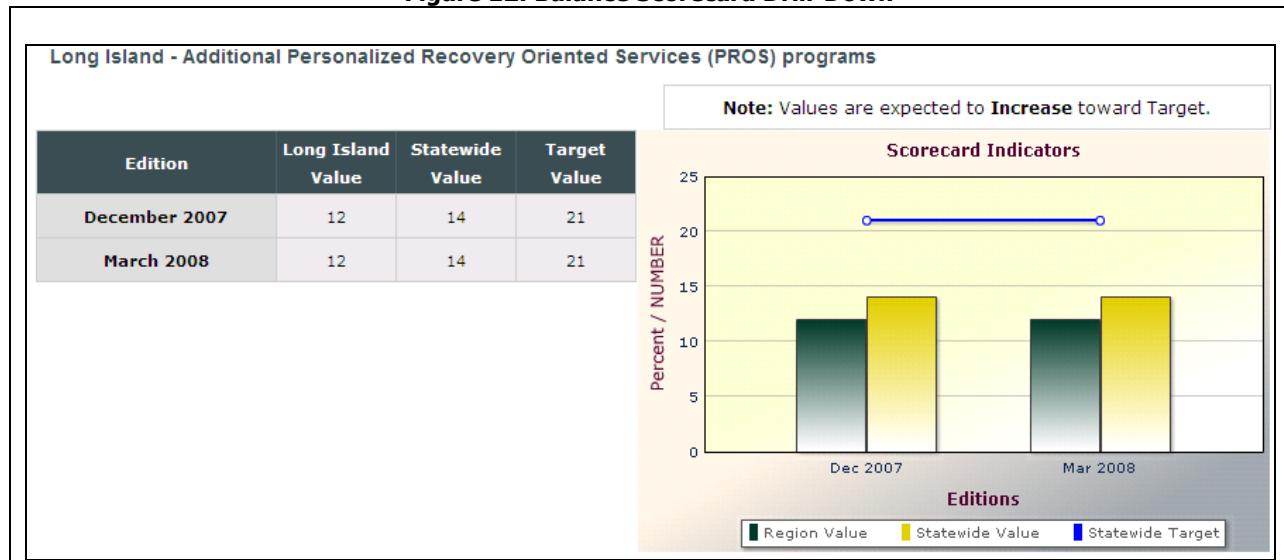 Long Island - Additional Personalized Recovery Oriented Services (PROS) programs
Note: Values are expected to Increase toward Target.
Edition Long Island Value Statewide Value Target Value
December 2007 12 14 21
March 2008 12 14 21
Scorecard Indicators
25
20
15
10
5
0
Percent / NUMBER
Dec 2007 Mar 2008
Editions
Region Value Statewide Value Statewide Target